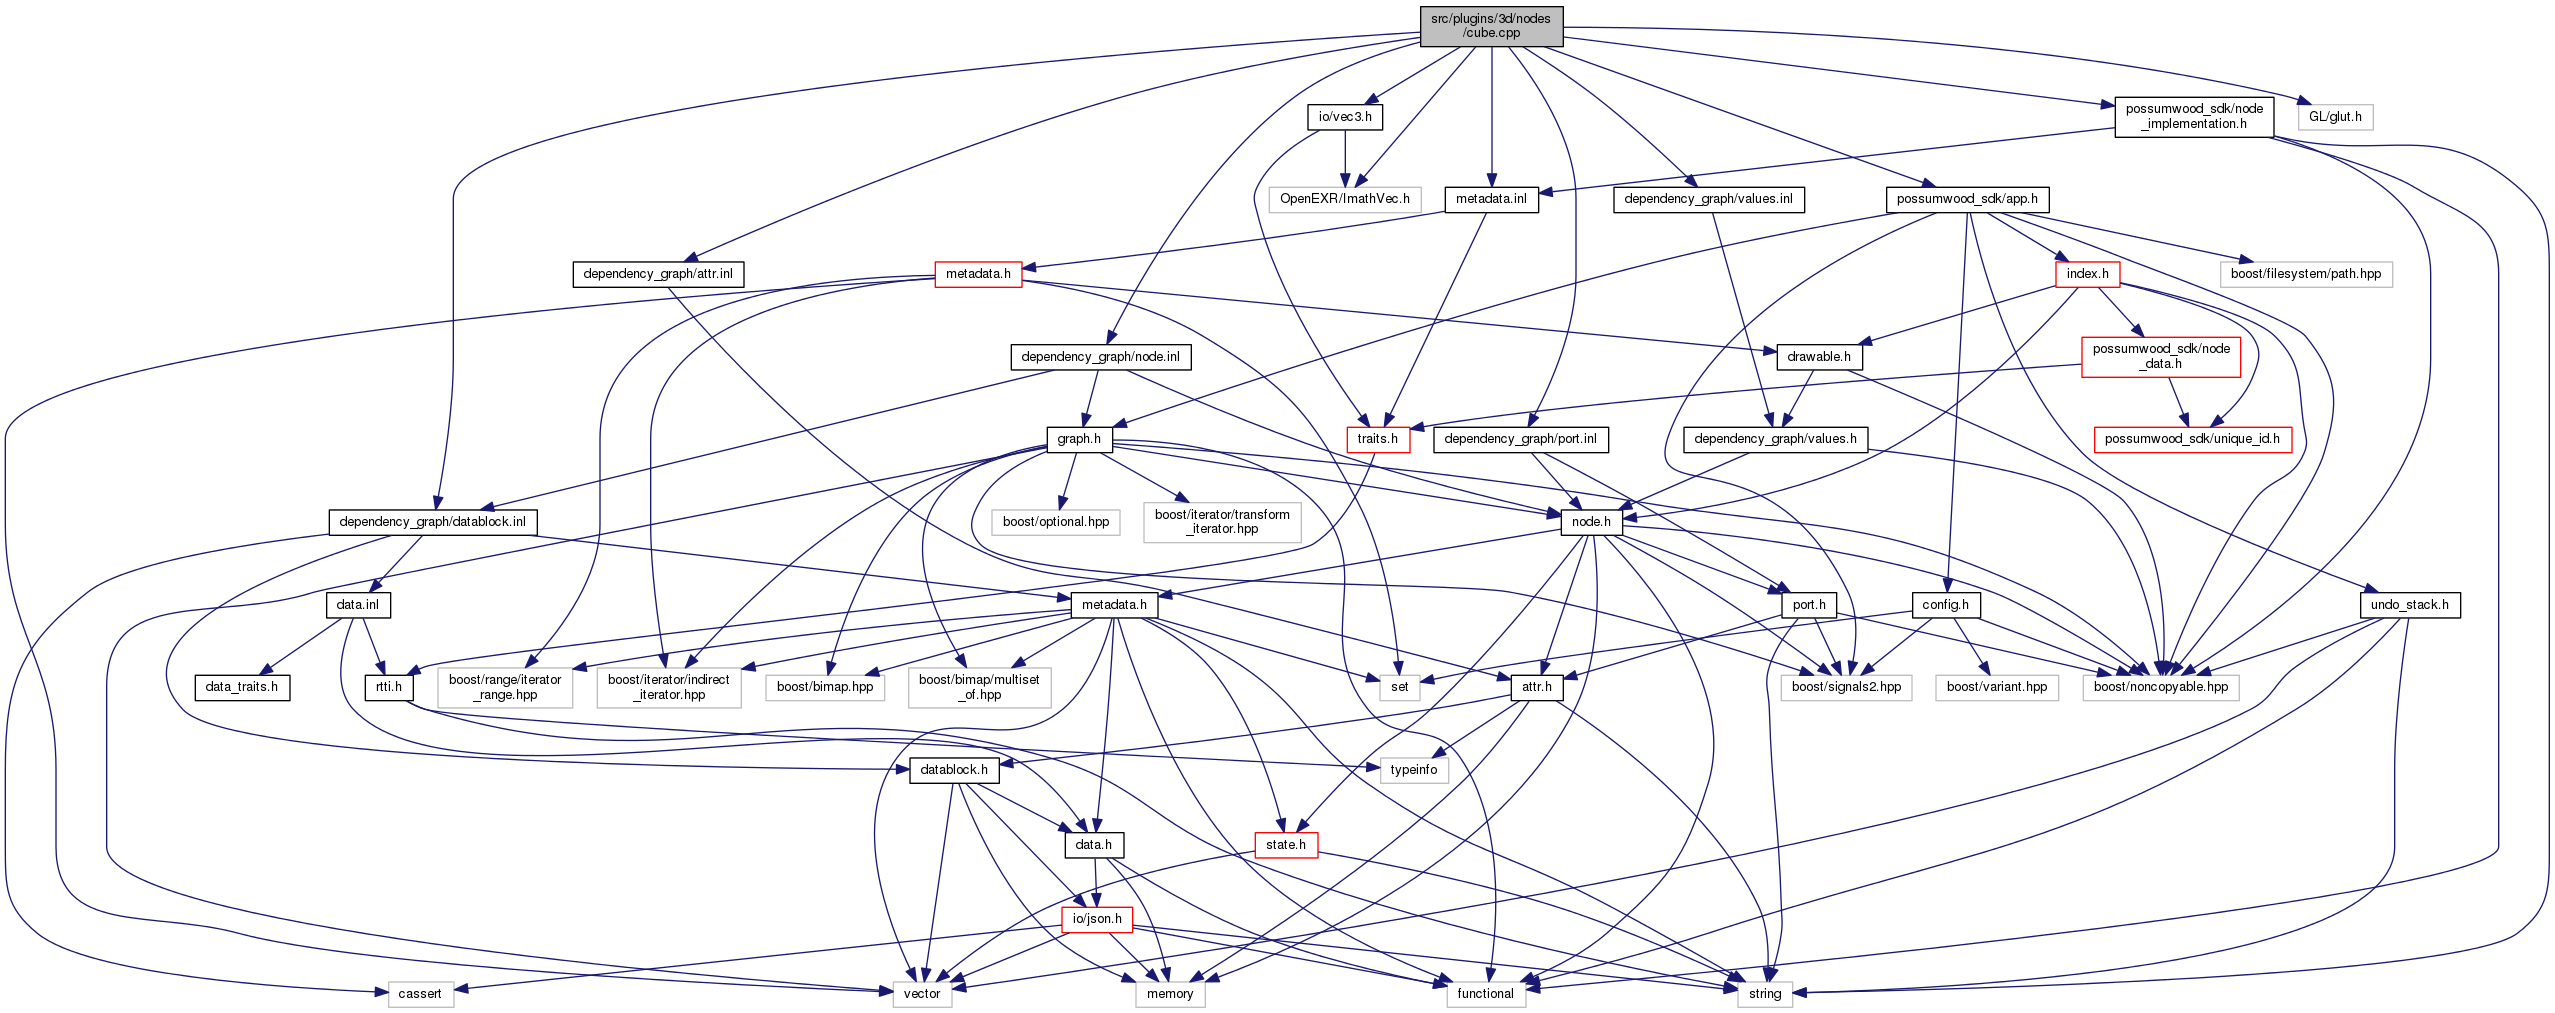 src/plugins/3d/nodes
/cube.cpp
io/vec3.h
possumwood_sdk/node
_implementation.h
GL/glut.h
OpenEXR/ImathVec.h
metadata.inl
dependency_graph/values.inl
possumwood_sdk/app.h
dependency_graph/attr.inl
metadata.h
index.h
boost/filesystem/path.hpp
dependency_graph/node.inl
drawable.h
possumwood_sdk/node
_data.h
graph.h
traits.h
dependency_graph/port.inl
dependency_graph/values.h
possumwood_sdk/unique_id.h
dependency_graph/datablock.inl
boost/optional.hpp
boost/iterator/transform
_iterator.hpp
node.h
data.inl
metadata.h
port.h
config.h
undo_stack.h
data_traits.h
rtti.h
boost/range/iterator
_range.hpp
boost/iterator/indirect
_iterator.hpp
boost/bimap.hpp
boost/bimap/multiset
_of.hpp
set
attr.h
boost/signals2.hpp
boost/variant.hpp
boost/noncopyable.hpp
datablock.h
typeinfo
data.h
state.h
io/json.h
cassert
vector
memory
functional
string